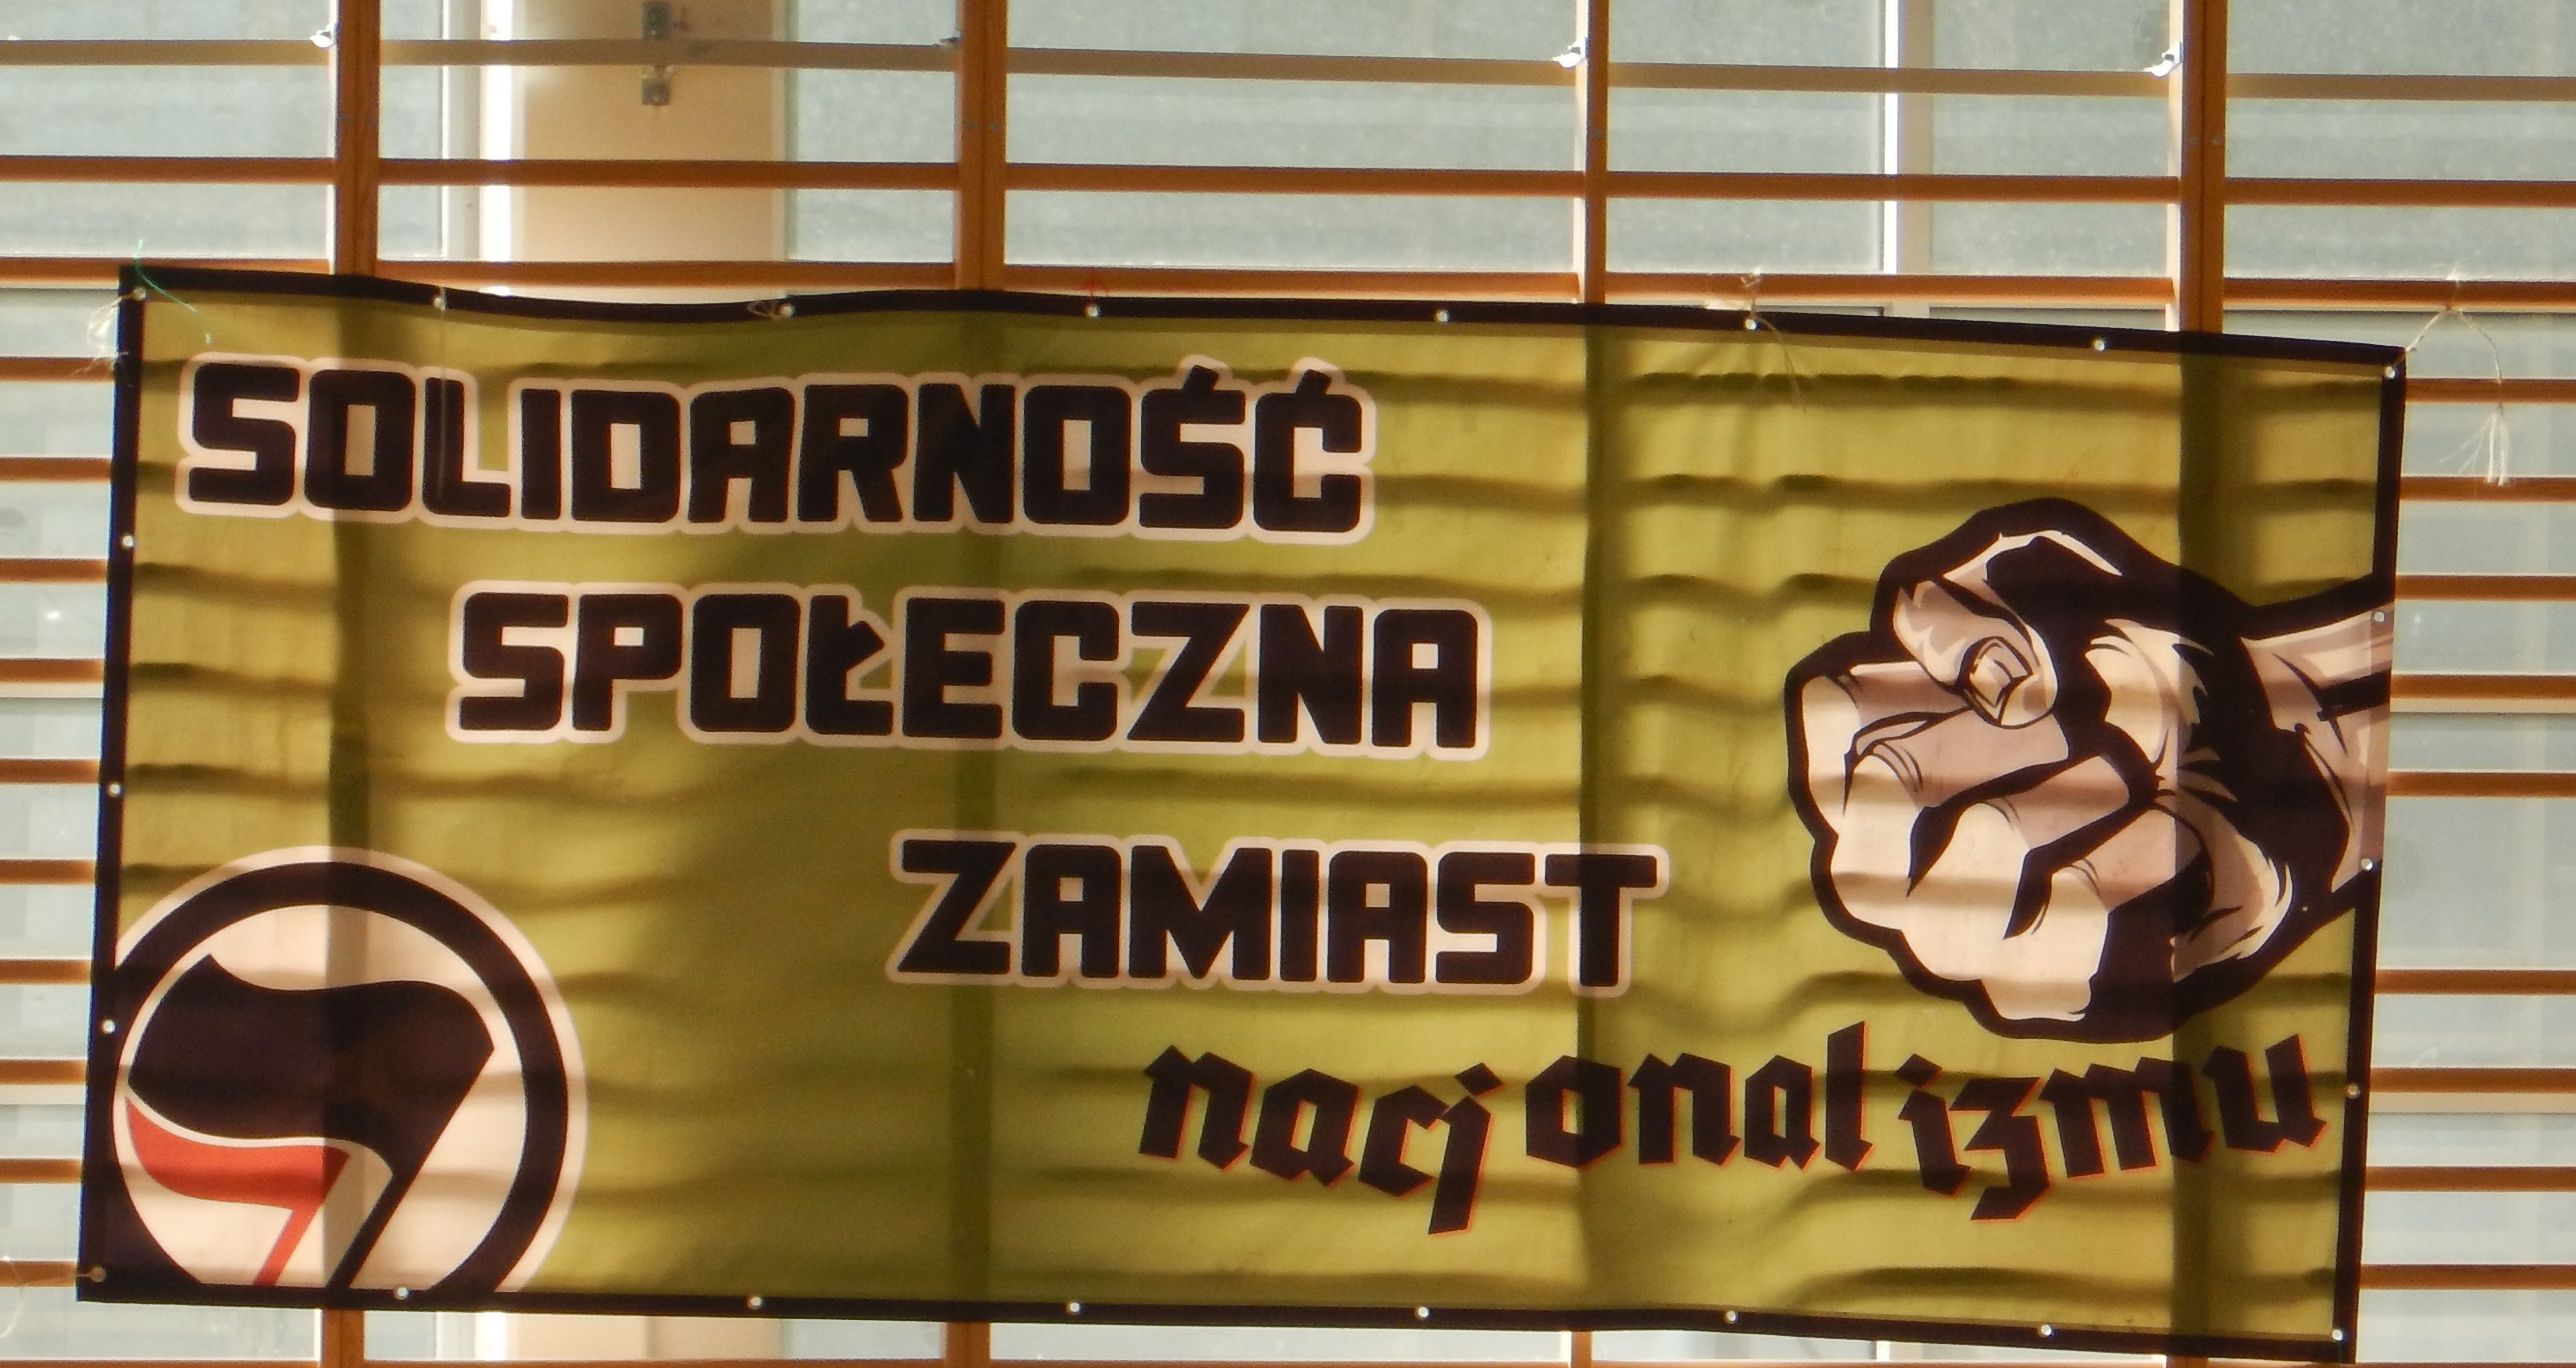 SOLIDARNOŚĆ
SPOŁECZNA
ZAMIAST
nacjonalizmu